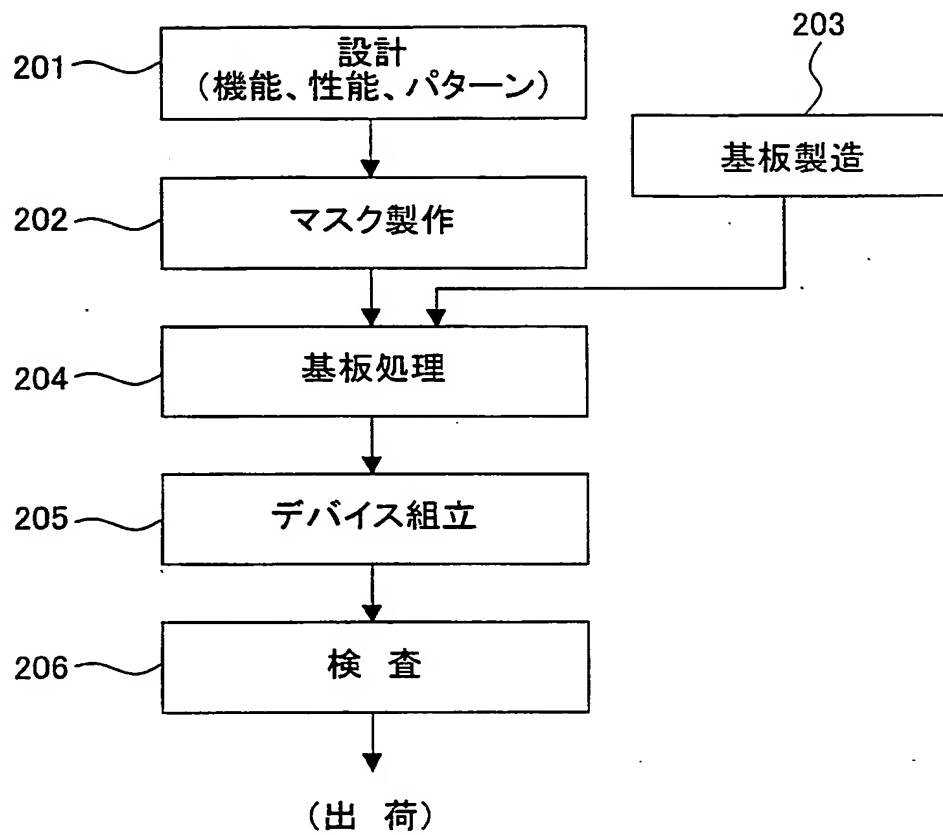 201
設計
(機能、性能、パターン)
203
基板製造
202
マスク製作
204
基板処理
205
デバイス組立
206
検 査
(出 荷)